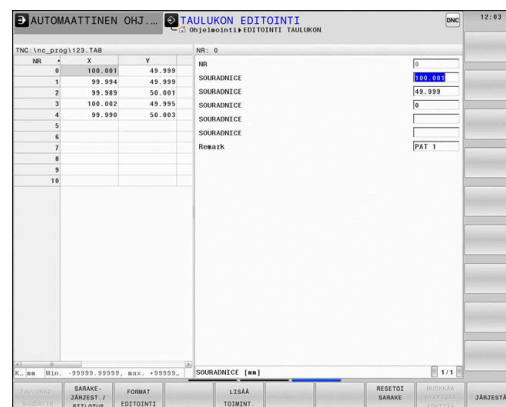 AUTOMAATTINEN OHJ....
TAULUKON EDITOINTI
Ohjelmointi▸EDITOINTI TAULUKON
DNC
12:03
TNC:\nc_prog\123.TAB
NR: 0
NR X Y
0 100.001 49.999
1 99.994 49.999
2 99.989 50.001
3 100.002 49.995
4 99.990 50.003
5
6
7
8
9
10
NR 0
SOURADNICE 100.001
SOURADNICE 49.999
SOURADNICE 0
SOURADNICE
SOURADNICE
Remark PAT 1
K… mm Min. -99999.99999, max. +99999…
SOURADNICE [mm]
1/1
SARAKE-
JÄRJEST./
PIILOTUS
FORMAT
EDITOINTI
LISÄÄ
TOIMINT.
RESETOI
SARAKE
JÄRJESTÄ